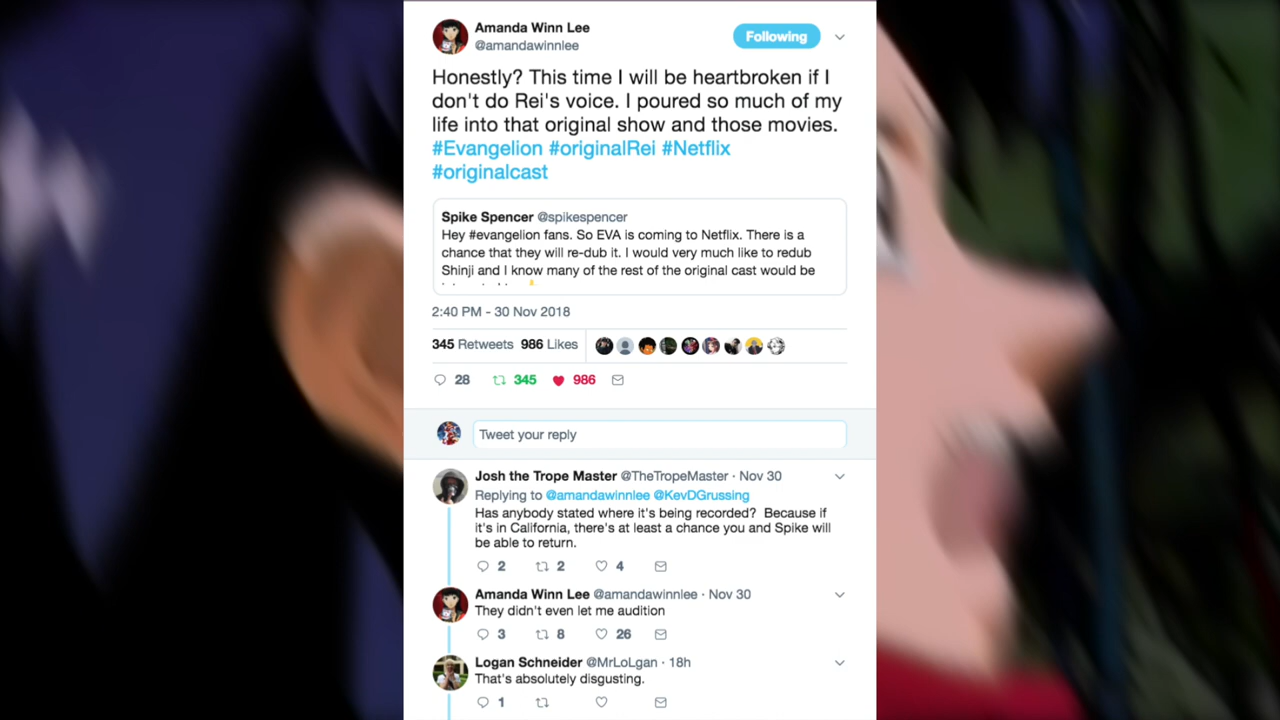 Amanda Winn Lee
@amandawinnlee
Following
Honestly? This time I will be heartbroken if I
don't do Rei's voice. I poured so much of my
life into that original show and those movies.
#Evangelion #originalRei #Netflix
#originalcast
Spike Spencer @spikespencer
Hey #evangelion fans. So EVA is coming to Netflix. There is a
chance that they will re-dub it. I would very much like to redub
Shinji and I know many of the rest of the original cast would be
2:40 PM - 30 Nov 2018
345 Retweets 986 Likes
28 345 986
Tweet your reply
Josh the Trope Master @TheTropeMaster · Nov 30
Replying to @amandawinnlee @KevDGrussing
Has anybody stated where it's being recorded? Because if
it's in California, there's at least a chance you and Spike will
be able to return.
2 2 4
Amanda Winn Lee @amandawinnlee · Nov 30
They didn't even let me audition
3 8 26
Logan Schneider @MrLoLgan · 18h
That's absolutely disgusting.
1